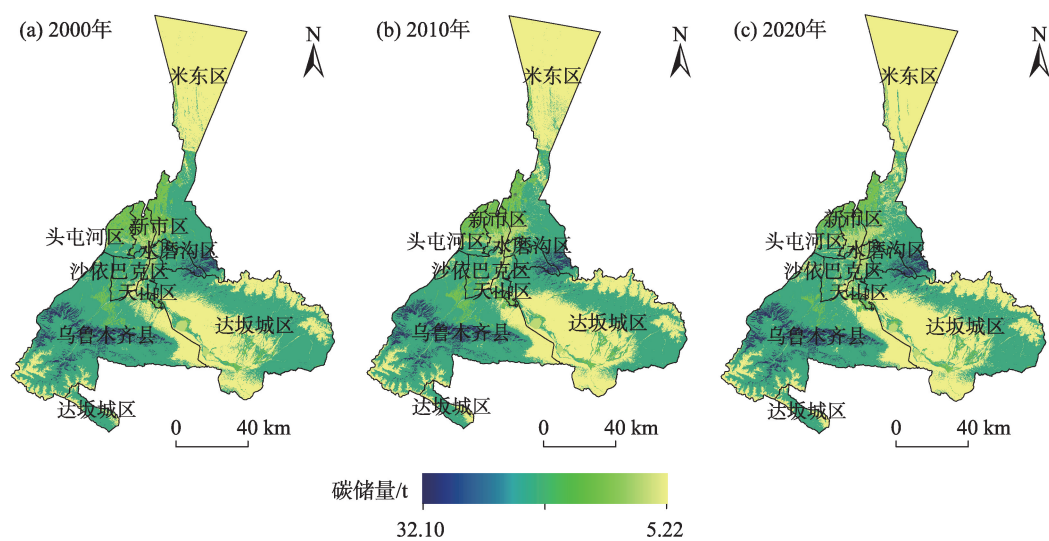 (a) 2000年
N
米东区
新市区
头屯河区
水磨沟区
沙依巴克区
天山区
乌鲁木齐县
达坂城区
达坂城区
0 40 km
(b) 2010年
N
米东区
新市区
头屯河区
水磨沟区
沙依巴克区
天山区
乌鲁木齐县
达坂城区
达坂城区
0 40 km
(c) 2020年
N
米东区
新市区
头屯河区
水磨沟区
沙依巴克区
天山区
乌鲁木齐县
达坂城区
达坂城区
0 40 km
碳储量/t
32.10 5.22